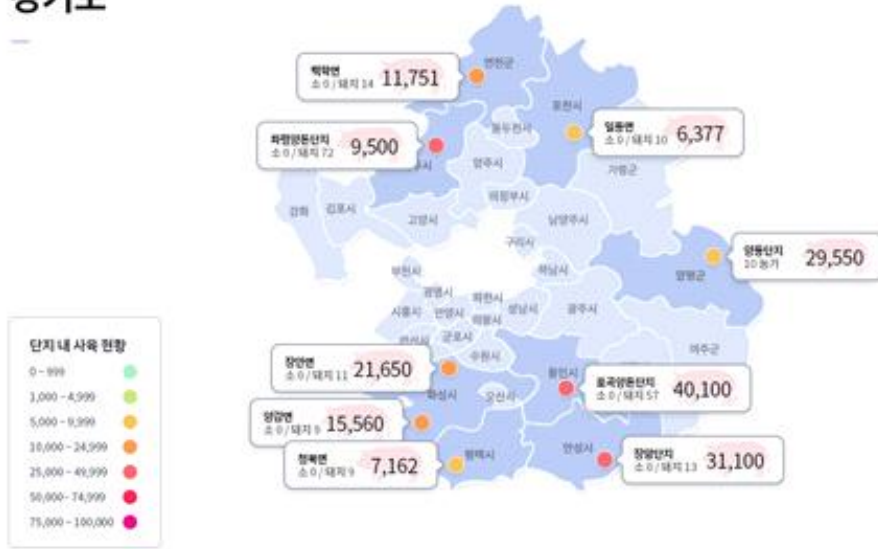 경기도
백학면
소 0 / 돼지 14 11,751
연천군
포천시
화평양돈단지
소 0 / 돼지 72 9,500
동두천시
일동면
소 0 / 돼지 10 6,377
양주시
가평군
의정부시
강화 김포시
고양시
남양주시
구리시
양동단지
10 농가 29,550
부천시
하남시
양평군
광명시
과천시
시흥시
안양시
의왕시
성남시
광주시
군포시
여주군
수원시
단지 내 사육 현황
0 ~ 999
1,000 ~ 4,999
5,000 ~ 9,999
10,000 ~ 24,999
25,000 ~ 49,999
50,000 ~ 74,999
75,000 ~ 100,000
장안면
소 0 / 돼지 11 21,650
용인시
포곡양돈단지
소 0 / 돼지 57 40,100
화성시
오산시
양감면
소 0 / 돼지 9 15,560
청북면
소 0 / 돼지 9 7,162
평택시
안성시
장암단지
소 0 / 돼지 13 31,100